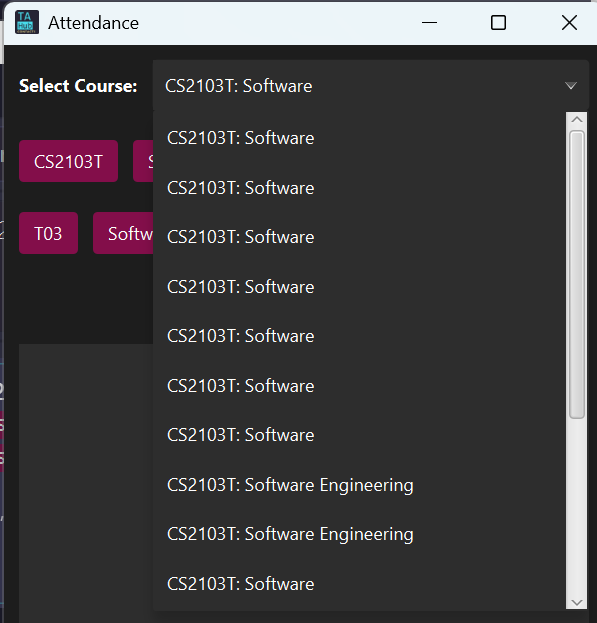 TA
Hub
Attendance
Select Course: CS2103T: Software
CS2103T: Software
CS2103T S
CS2103T: Software
T03 Softw
CS2103T: Software
CS2103T: Software
CS2103T: Software
CS2103T: Software
CS2103T: Software
CS2103T: Software Engineering
CS2103T: Software Engineering
CS2103T: Software